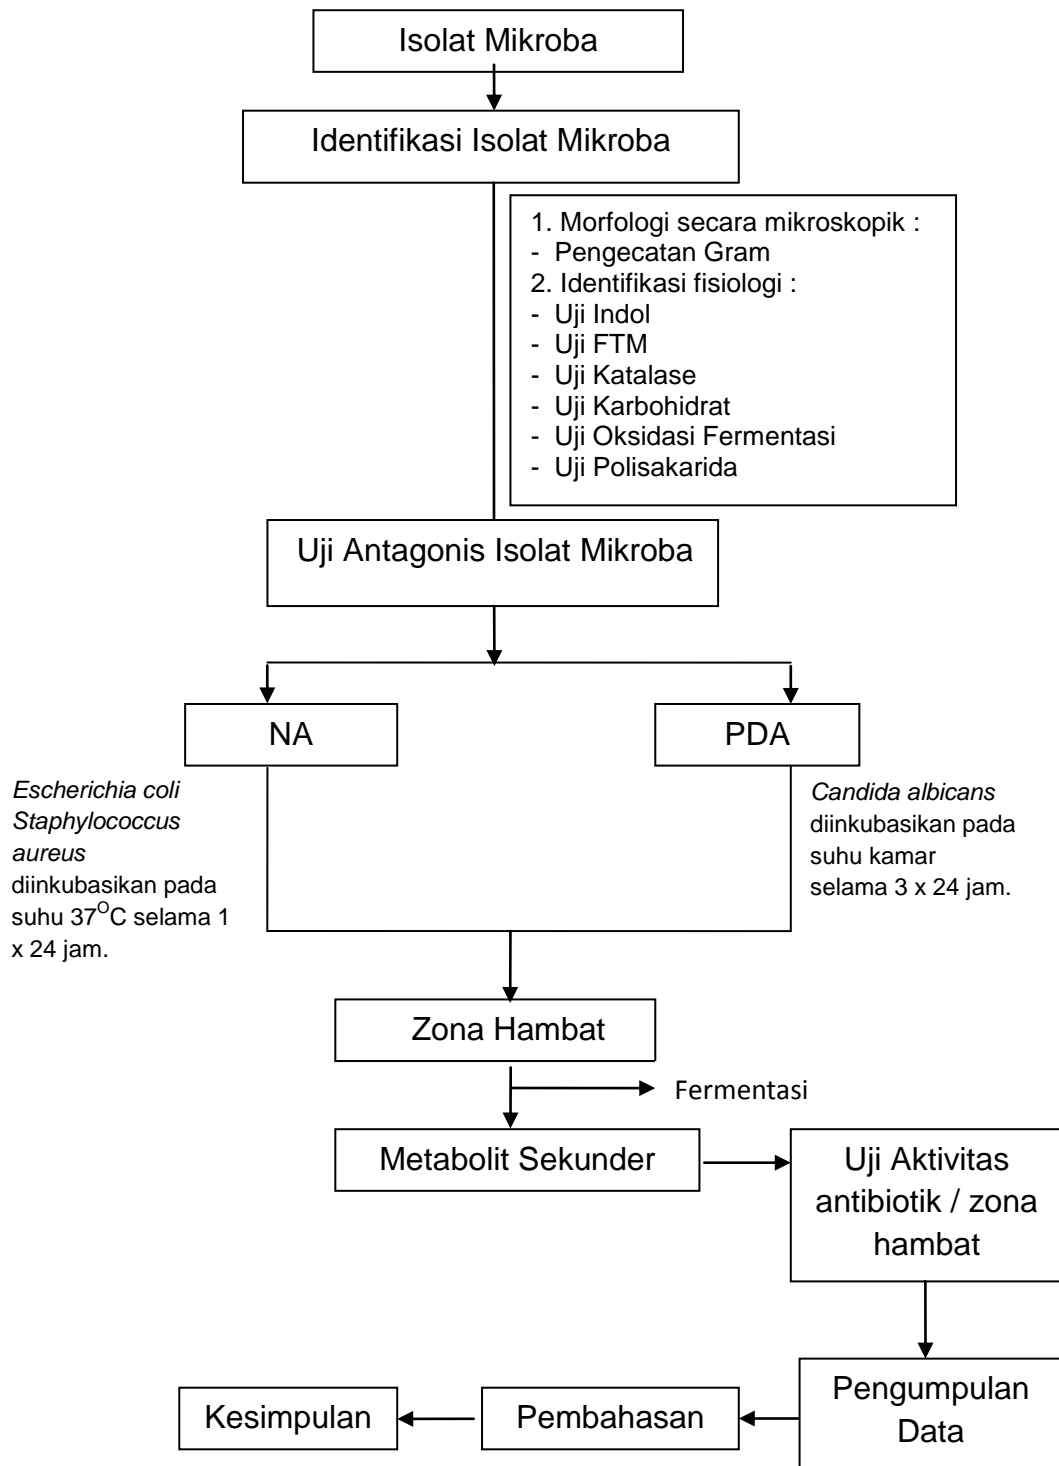 Isolat Mikroba
Identifikasi Isolat Mikroba
1. Morfologi secara mikroskopik :
- Pengecatan Gram
2. Identifikasi fisiologi :
- Uji Indol
- Uji FTM
- Uji Katalase
- Uji Karbohidrat
- Uji Oksidasi Fermentasi
- Uji Polisakarida
Uji Antagonis Isolat Mikroba
NA
PDA
Escherichia coli
Staphylococcus
aureus
diinkubasikan pada
suhu 37°C selama 1
x 24 jam.
Candida albicans
diinkubasikan pada
suhu kamar
selama 3 x 24 jam.
Zona Hambat
Fermentasi
Metabolit Sekunder
Uji Aktivitas
antibiotik / zona
hambat
Pengumpulan
Data
Pembahasan
Kesimpulan